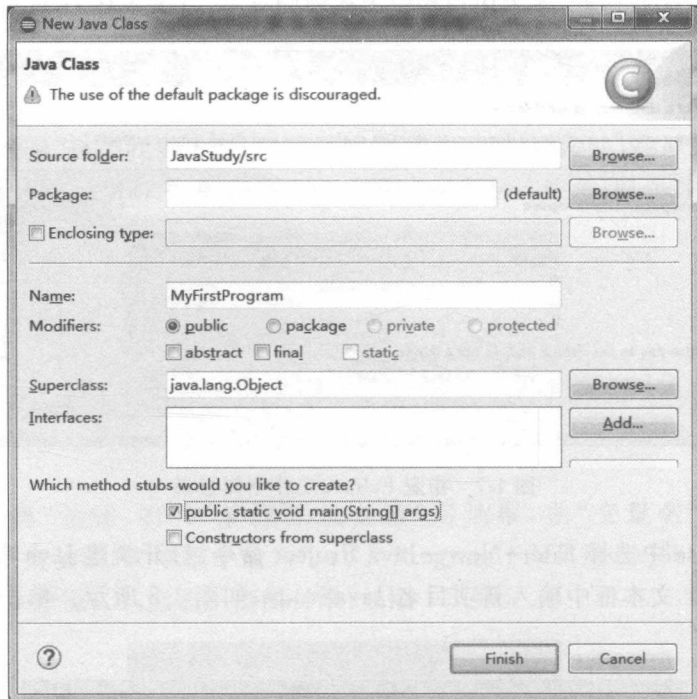 New Java Class
Java Class
The use of the default package is discouraged.
Source folder: JavaStudy/src Browse...
Package: (default) Browse...
Enclosing type: Browse...
Name: MyFirstProgram
Modifiers: public package private protected
abstract final static
Superclass: java.lang.Object Browse...
Interfaces: Add...
Which method stubs would you like to create?
public static void main(String[] args)
Constructors from superclass
Finish Cancel